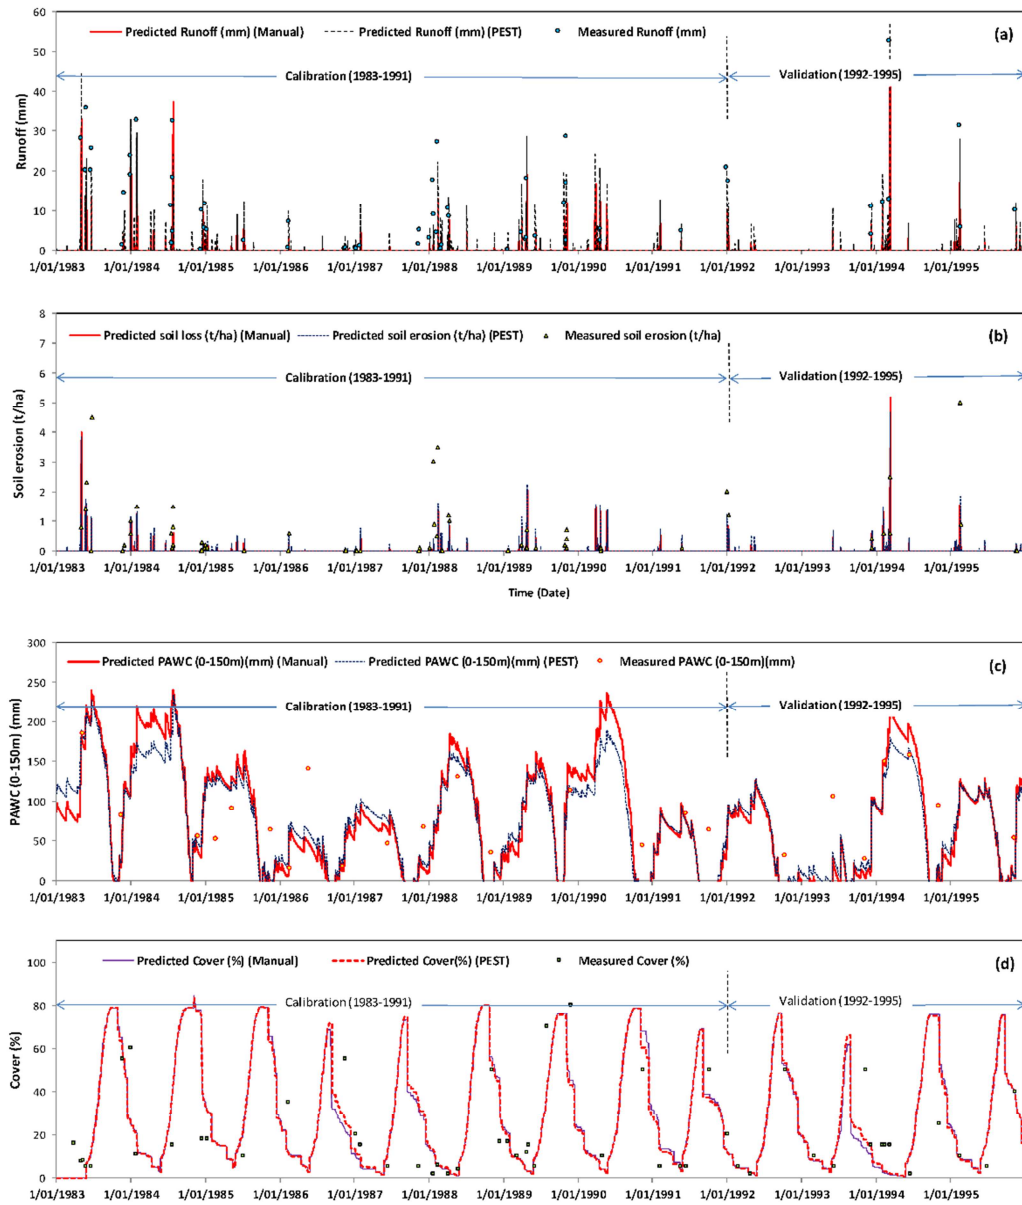 60
50
40
30
20
10
0
Runoff (mm)
Predicted Runoff (mm) (Manual) Predicted Runoff (mm) (PEST) Measured Runoff (mm) (a)
Calibration (1983-1991) Validation (1992-1995)
1/01/1983 1/01/1984 1/01/1985 1/01/1986 1/01/1987 1/01/1988 1/01/1989 1/01/1990 1/01/1991 1/01/1992 1/01/1993 1/01/1994 1/01/1995
8
7
6
5
4
3
2
1
0
Soil erosion (t/ha)
Predicted soil loss (t/ha) (Manual) Predicted soil erosion (t/ha) (PEST) Measured soil erosion (t/ha) (b)
Calibration (1983-1991) Validation (1992-1995)
1/01/1983 1/01/1984 1/01/1985 1/01/1986 1/01/1987 1/01/1988 1/01/1989 1/01/1990 1/01/1991 1/01/1992 1/01/1993 1/01/1994 1/01/1995
Time (Date)
300
250
200
150
100
50
0
PAWC (0-150m) (mm)
Predicted PAWC (0-150m)(mm) (Manual) Predicted PAWC (0-150m)(mm) (PEST) Measured PAWC (0-150m)(mm) (c)
Calibration (1983-1991) Validation (1992-1995)
1/01/1983 1/01/1984 1/01/1985 1/01/1986 1/01/1987 1/01/1988 1/01/1989 1/01/1990 1/01/1991 1/01/1992 1/01/1993 1/01/1994 1/01/1995
100
80
60
40
20
0
Cover (%)
Predicted Cover (%) (Manual) Predicted Cover(%) (PEST) Measured Cover (%) (d)
Calibration (1983-1991) Validation (1992-1995)
1/01/1983 1/01/1984 1/01/1985 1/01/1986 1/01/1987 1/01/1988 1/01/1989 1/01/1990 1/01/1991 1/01/1992 1/01/1993 1/01/1994 1/01/1995